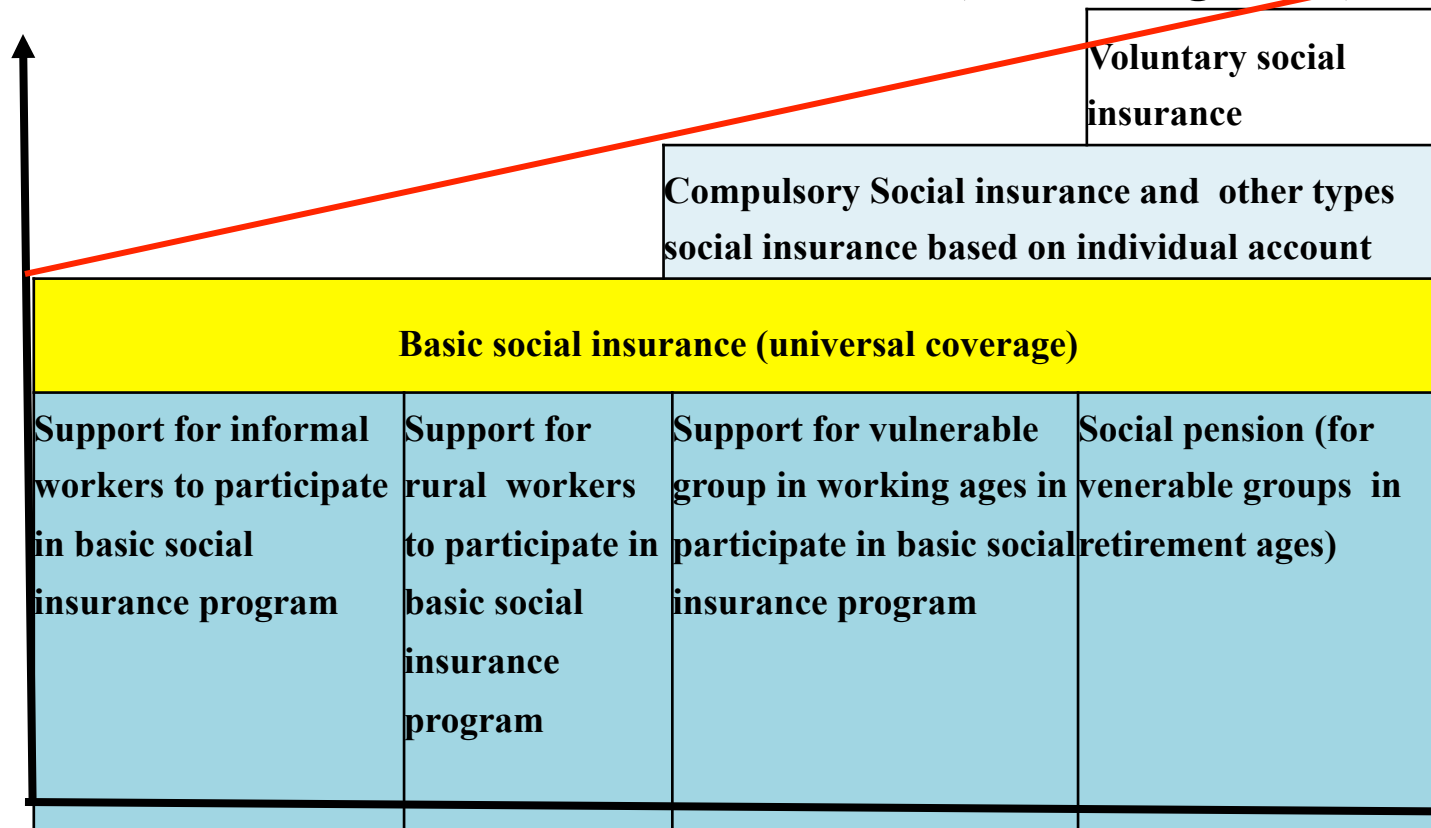 Voluntary social
insurance
Compulsory Social insurance and other types
social insurance based on individual account
Basic social insurance (universal coverage)
Support for informal
workers to participate
in basic social
insurance program
Support for
rural workers
to participate in
basic social
insurance
program
Support for vulnerable
group in working ages in
participate in basic social
insurance program
Social pension (for
venerable groups in
retirement ages)